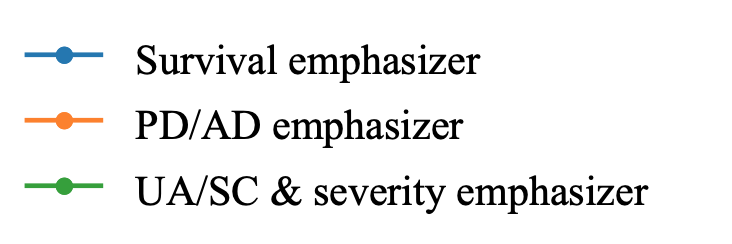 Survival emphasizer
PD/AD emphasizer
UA/SC & severity emphasizer